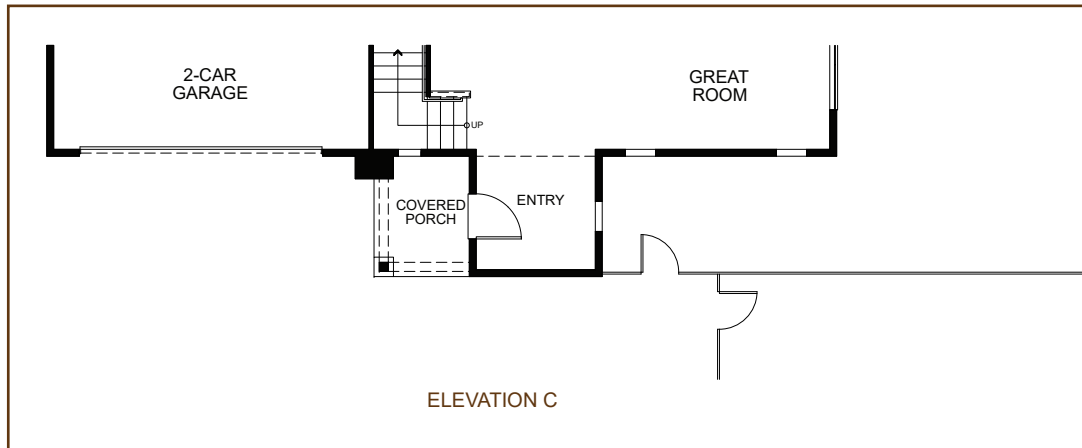 2-CAR
GARAGE
GREAT
ROOM
UP
COVERED
PORCH
ENTRY
ELEVATION C